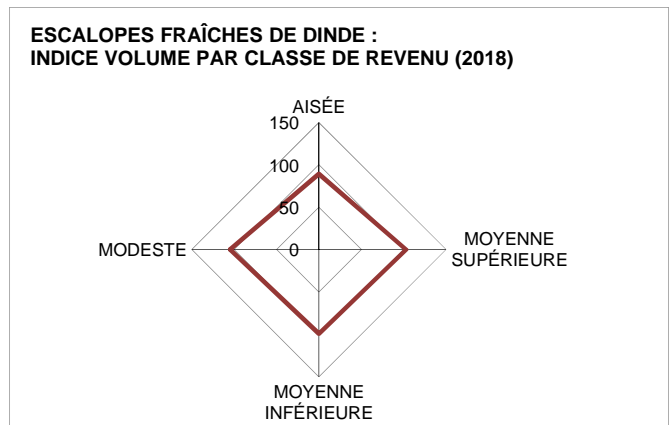 ESCALOPES FRAÎCHES DE DINDE :
INDICE VOLUME PAR CLASSE DE REVENU (2018)
AISÉE
150
100
50
0
MODESTE
MOYENNE
SUPÉRIEURE
MOYENNE
INFÉRIEURE